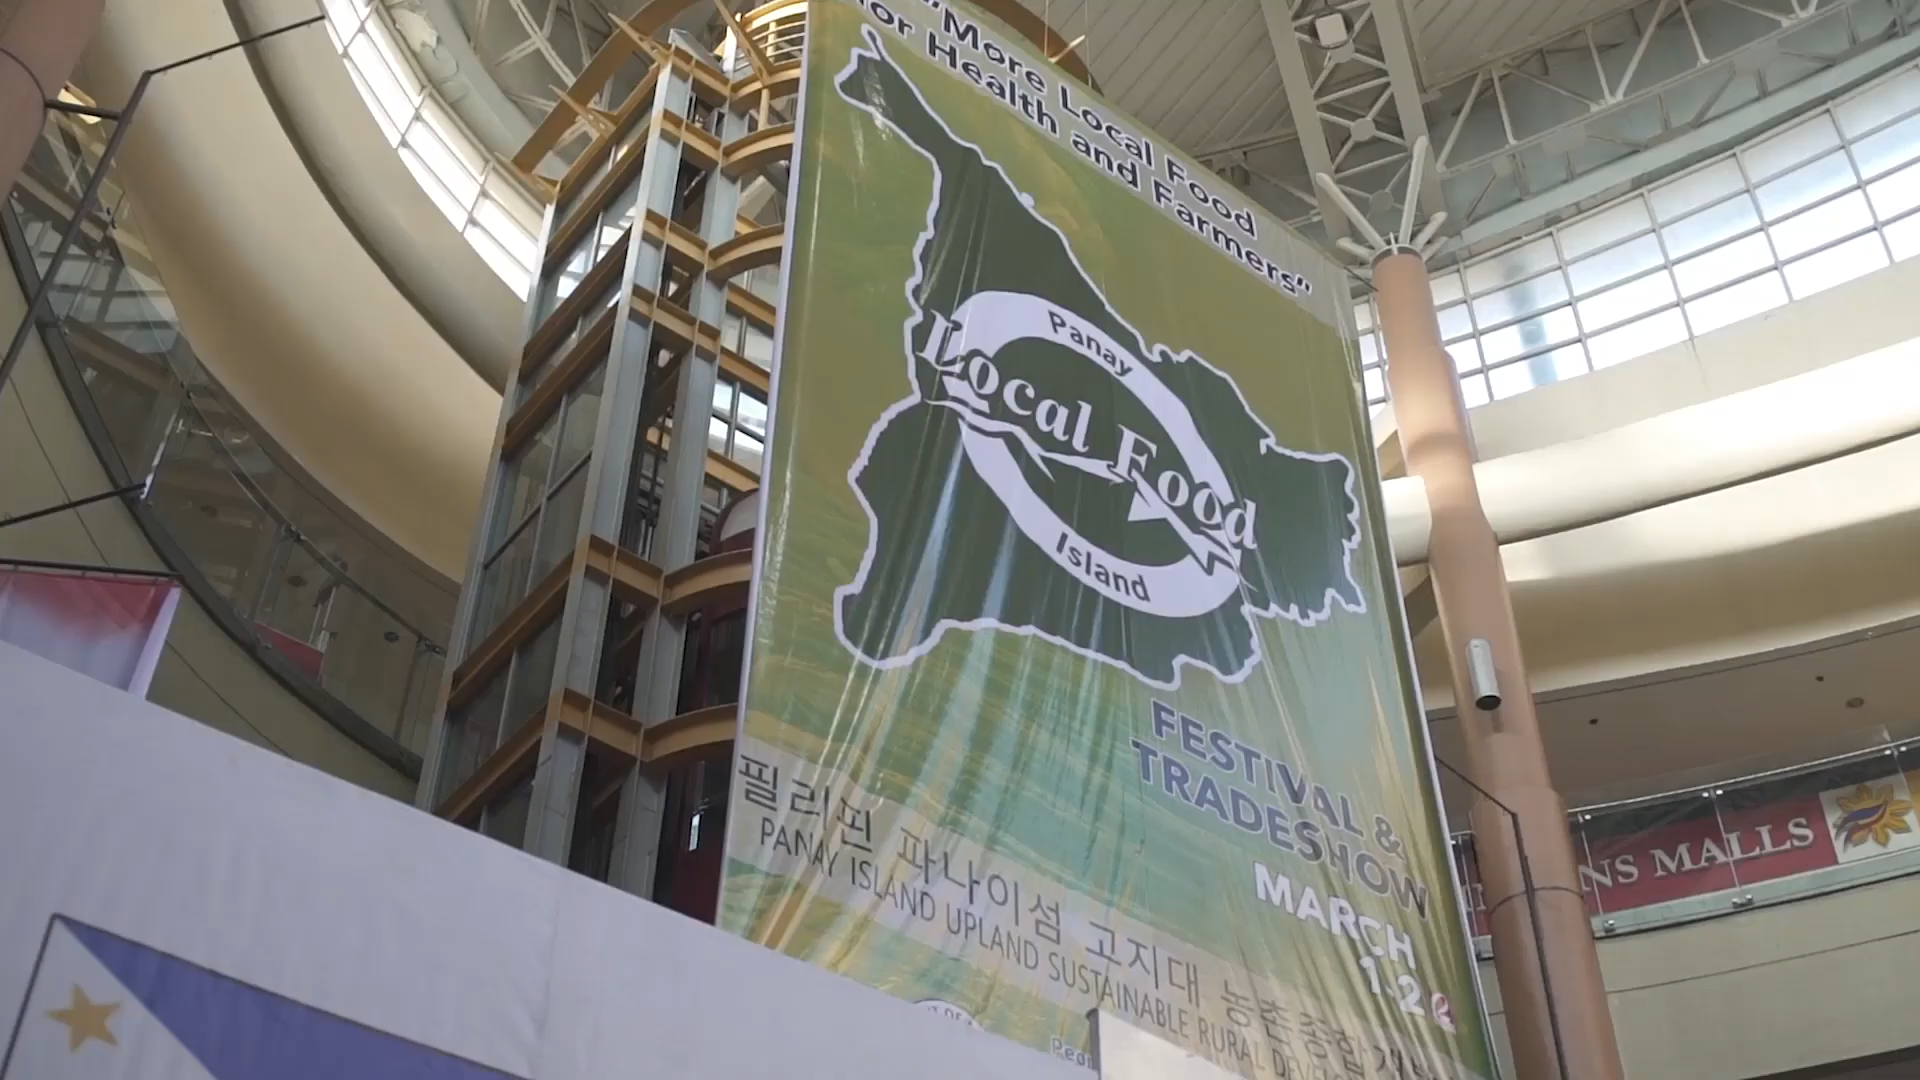 "More Local Food
for Health and Farmers"
Panay
Local Food
Island
FESTIVAL &
TRADESHOW
MARCH
필리핀 파나이섬 고지대 농촌종합개발
PANAY ISLAND UPLAND SUSTAINABLE RURAL
NS MALLS